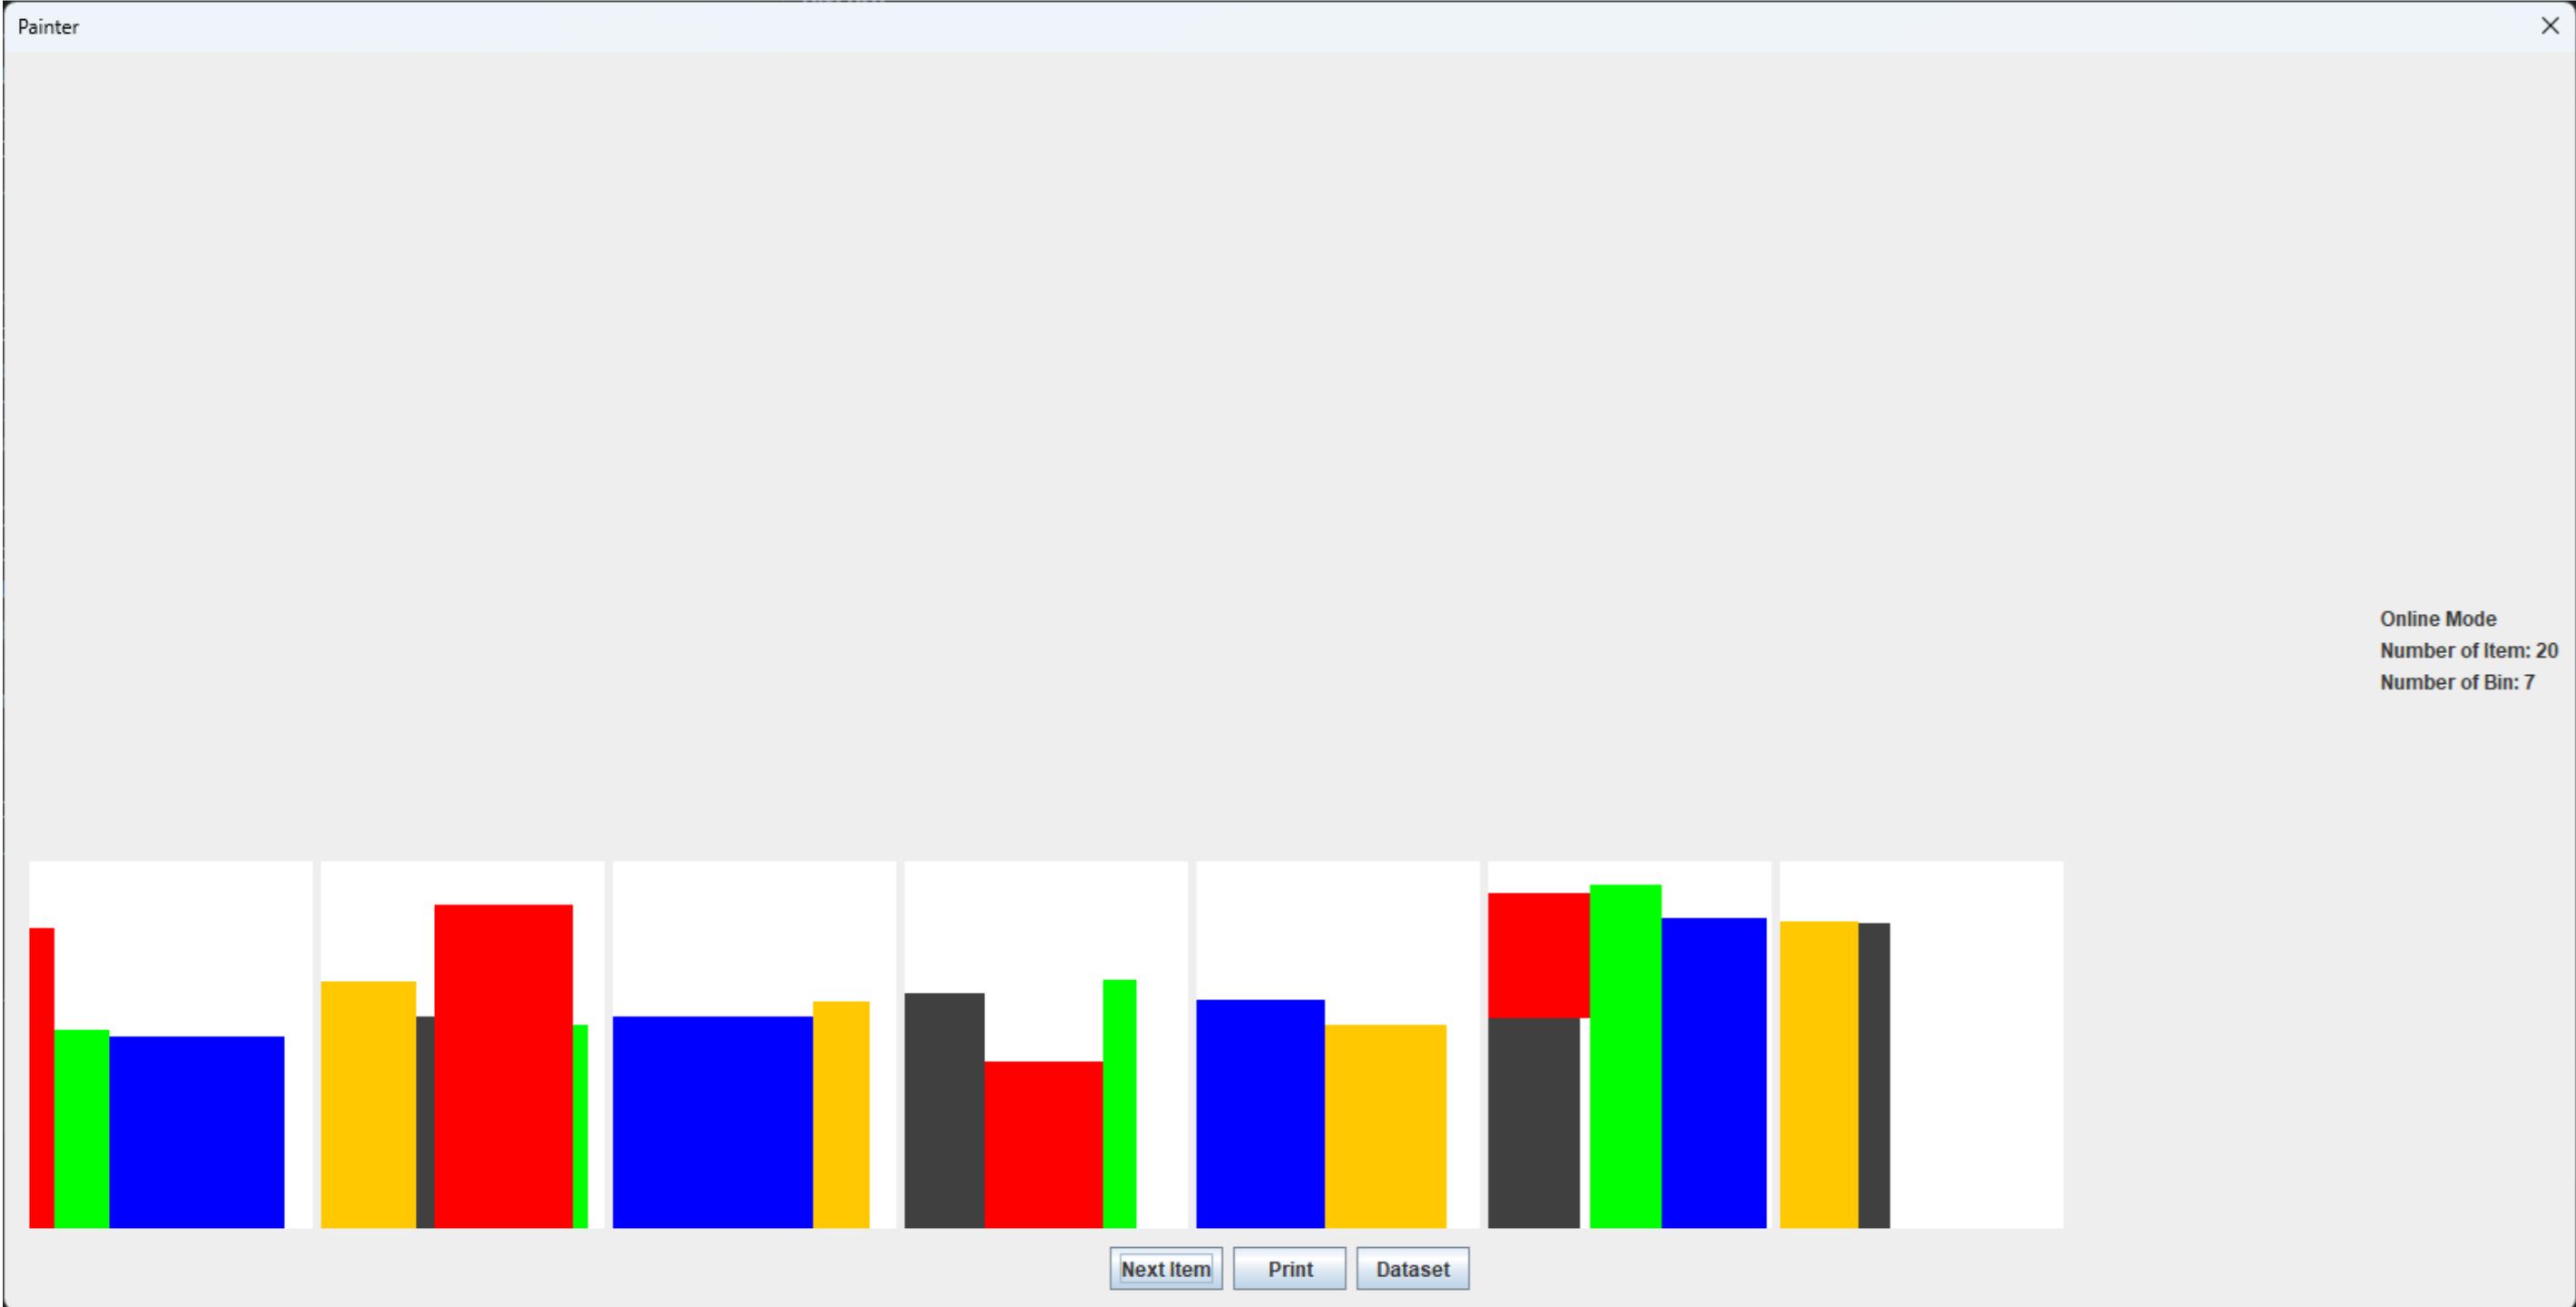 Painter
Online Mode
Number of Item: 20
Number of Bin: 7
Next Item
Print
Dataset